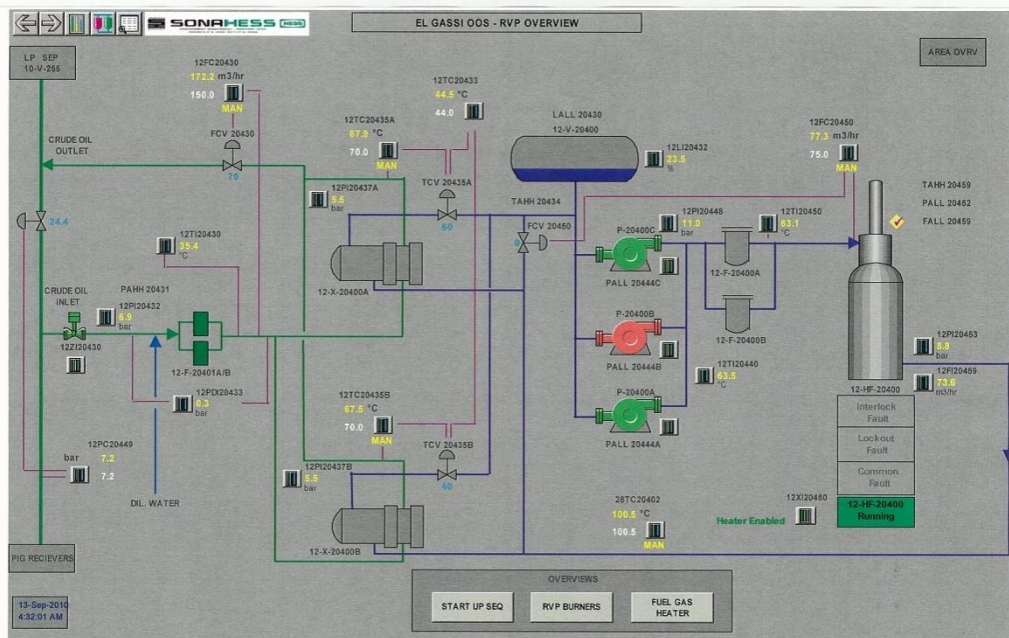 SONAHESS HESS
EL GASSI OOS - RVP OVERVIEW
AREA OVRV
LP SEP
10-V-255
12FC20430
172.2 m3/hr
150.0
MAN
FCV 20430
70
CRUDE OIL
OUTLET
24.4
12TI20430
35.4
°C
CRUDE OIL
INLET
12ZI20430
PAHH 20431
12PI20432
6.9
bar
12-F-20401A/B
12PDI20433
0.3
bar
12PC20449
bar 7.2
7.2
DIL. WATER
PIG RECIEVERS
13-Sep-2010
4:32:01 AM
12TC20433
44.5 °C
44.0
12TC20435A
67.9 °C
70.0
MAN
TCV 20435A
60
12PI20437A
5.5
bar
12-X-20400A
12TC20435B
67.5 °C
70.0
MAN
TCV 20435B
40
12PI20437B
5.5
bar
12-X-20400B
LALL 20430
12-V-20400
12LI20432
23.5
%
TAHH 20434
FCV 20450
0
P-20400C
PALL 20444C
P-20400B
PALL 20444B
P-20400A
PALL 20444A
12PI20448
11.0
bar
12TI20450
63.1
°C
12-F-20400A
12-F-20400B
12TI20440
63.5
°C
12FC20450
77.3
m3/hr
75.0
MAN
TAHH 20459
PALL 20452
FALL 20459
12PI20453
8.9
bar
12FI20459
73.6
m3/hr
12-HF-20400
Interlock
Fault
Lockout
Fault
Common
Fault
12-HF-20400
Running
12XI20460
Heater Enabled
28TC20402
100.5 °C
100.5
MAN
OVERVIEWS
START UP SEQ
RVP BURNERS
FUEL GAS
HEATER